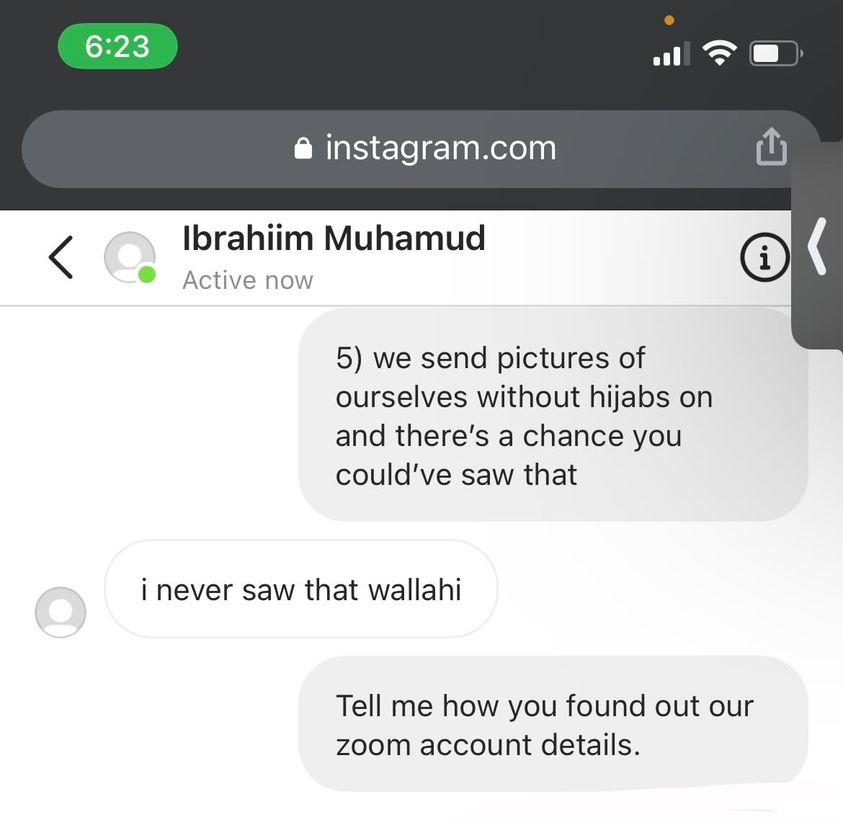 6:23
instagram.com
Ibrahiim Muhamud
Active now
5) we send pictures of
ourselves without hijabs on
and there's a chance you
could've saw that
i never saw that wallahi
Tell me how you found out our
zoom account details.